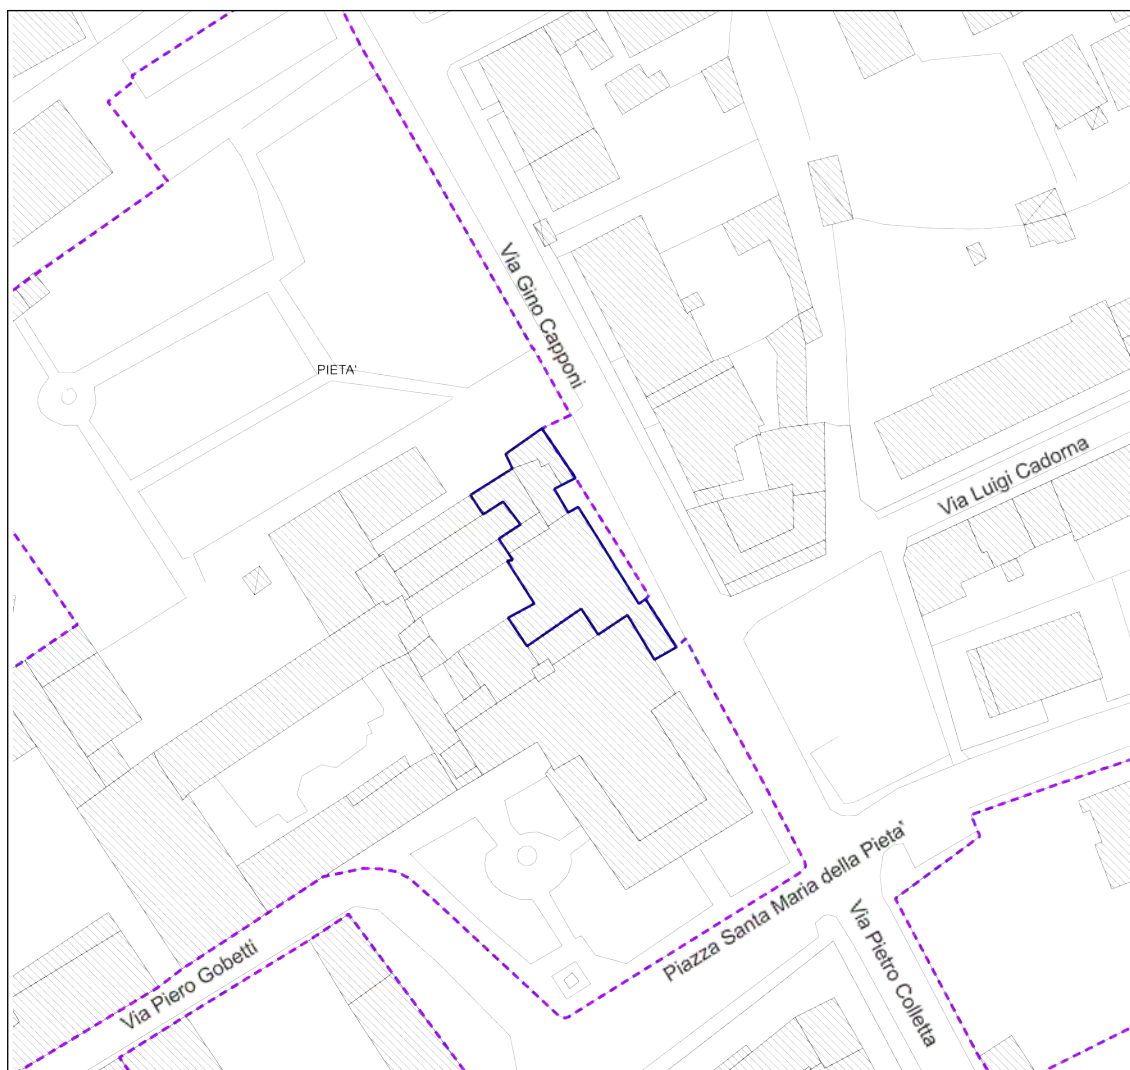 Via Gino Capponi
PIETA'
Via Luigi Cadorna
Piazza Santa Maria della Pieta'
Via Pietro Colletta
Via Piero Gobetti